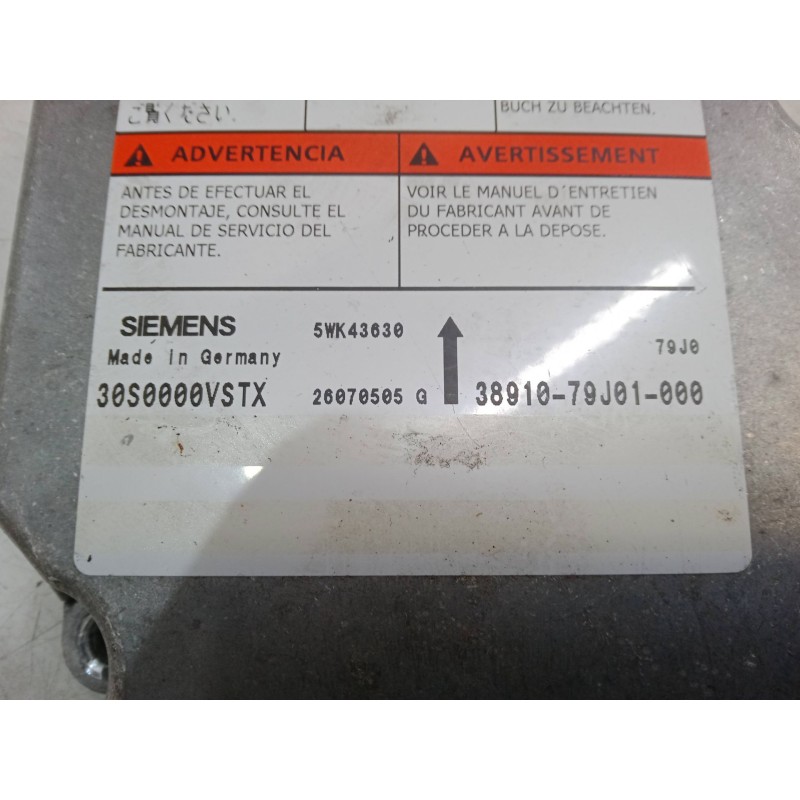 ご覧ください。
BUCH ZU BEACHTEN.
ADVERTENCIA
ANTES DE EFECTUAR EL
DESMONTAJE, CONSULTE EL
MANUAL DE SERVICIO DEL
FABRICANTE.
AVERTISSEMENT
VOIR LE MANUEL D´ENTRETIEN
DU FABRICANT AVANT DE
PROCEDER A LA DEPOSE.
SIEMENS 5WK43630
79J0
Made in Germany
30S0000VSTX 26070505 G 38910-79J01-000